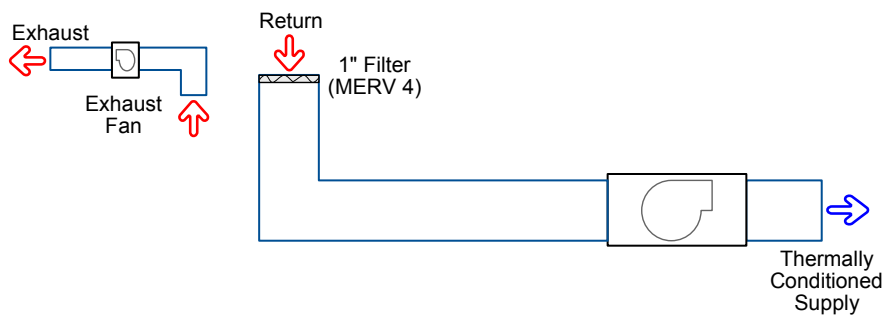 Exhaust
Exhaust
Fan
Return
1" Filter
(MERV 4)
Thermally
Conditioned
Supply